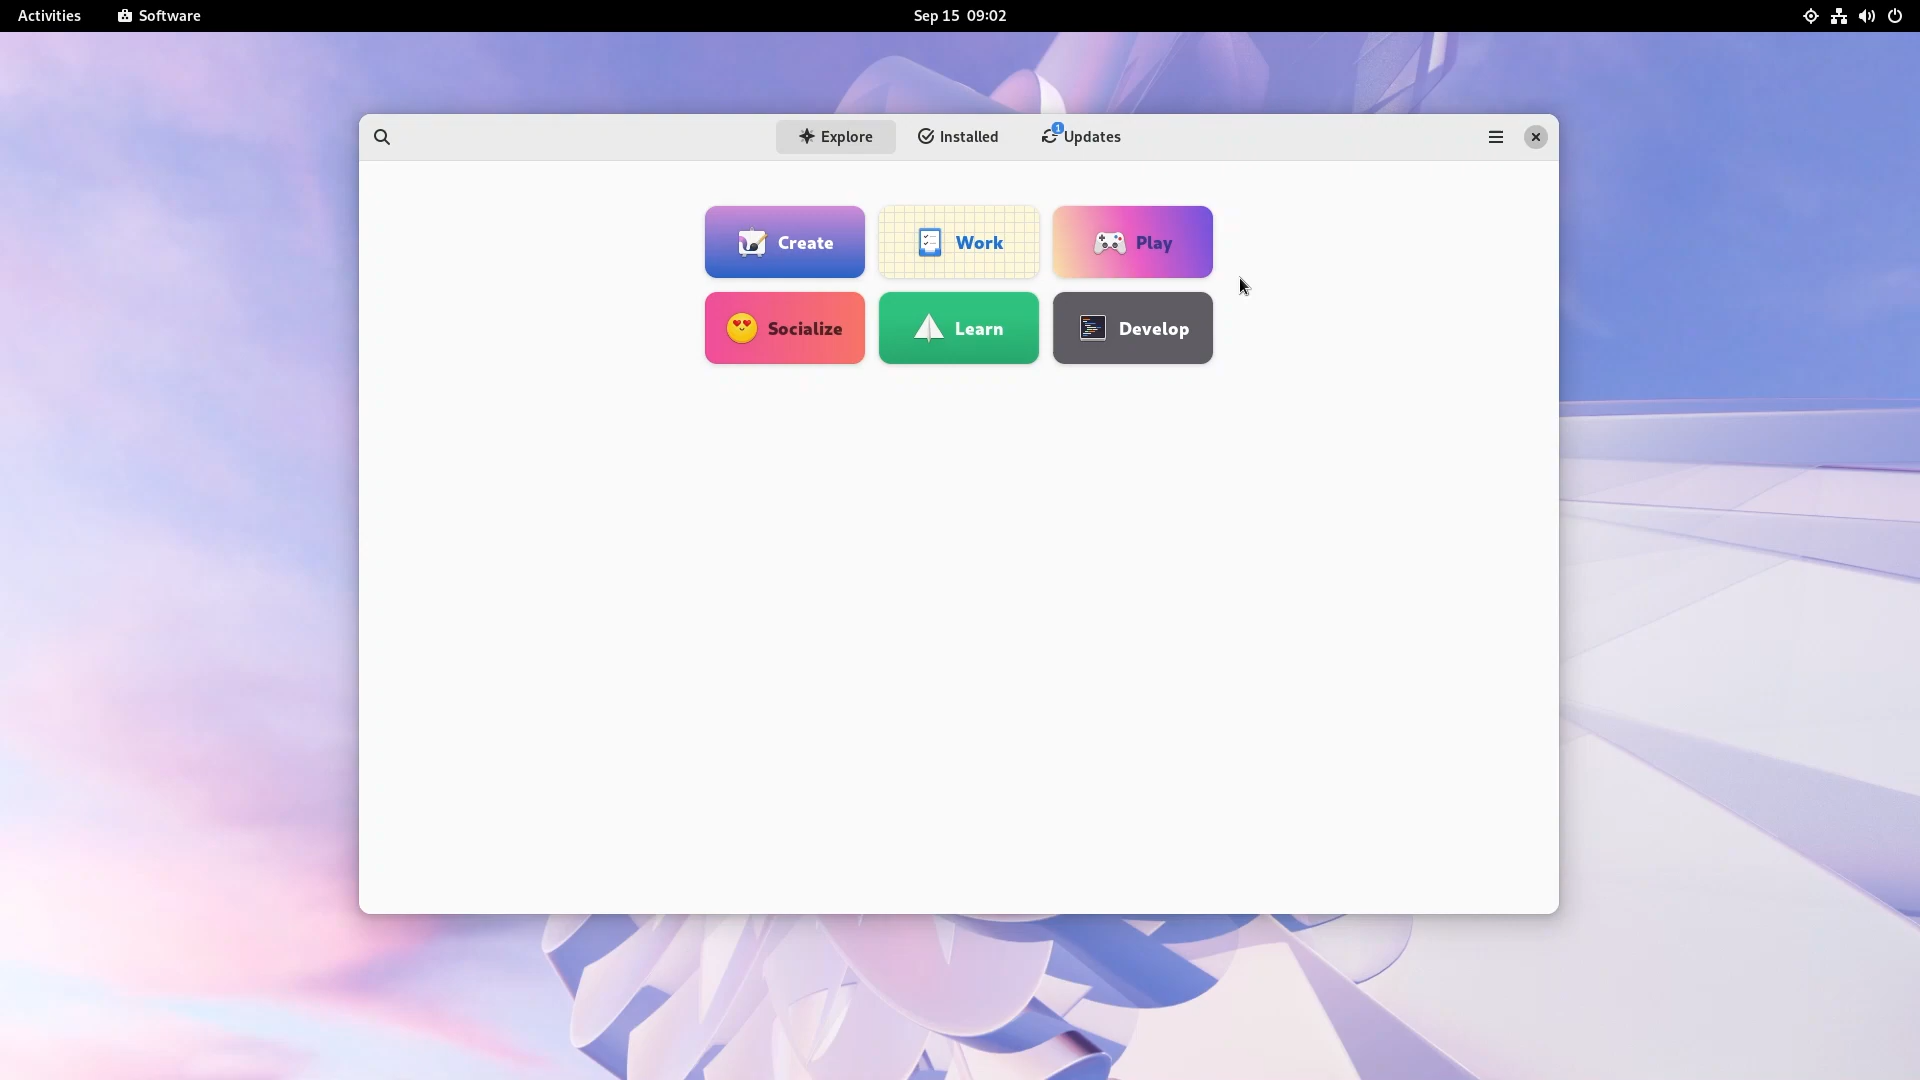 Activities Software Sep 15 09:02
Explore Installed 1 Updates
Create Work Play
Socialize Learn Develop